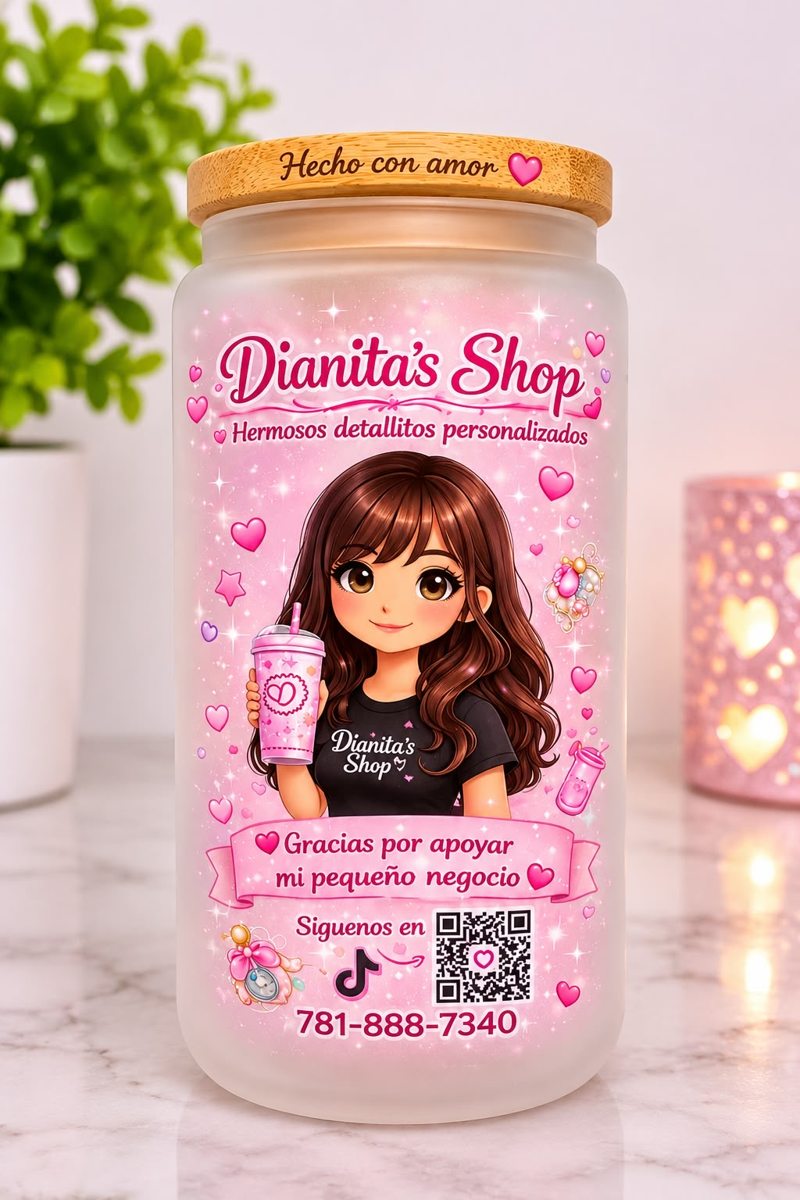 Hecho con amor
Dianita's Shop
Hermosos detallitos personalizados
D
Dianita's
Shop
Gracias por apoyar
mi pequeño negocio
Siguenos en
781-888-7340